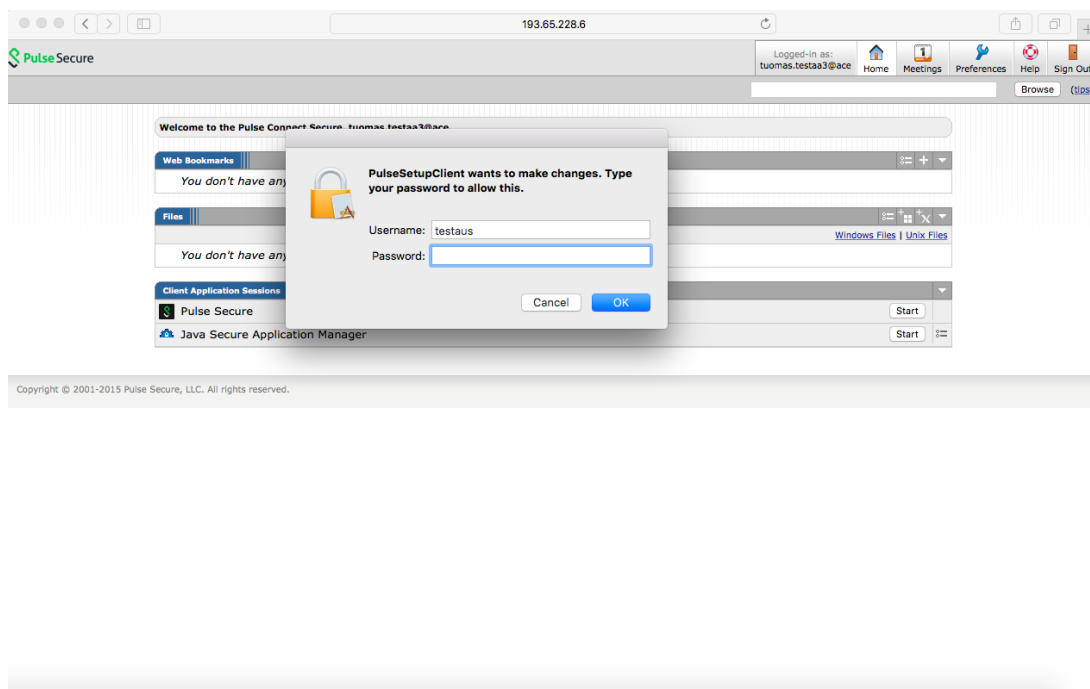 193.65.228.6
Pulse Secure
Logged-in as:
tuomas.testaa3@ace
Home
1
Meetings
Preferences
Help
Sign Out
Browse
(tips
Welcome to the Pulse Connect Secure, tuomas.testaa3@ace.
PulseSetupClient wants to make changes. Type
your password to allow this.
Username: testaus
Password:
Cancel
OK
Web Bookmarks
You don't have any
Files
Windows Files | Unix Files
You don't have any
Client Application Sessions
Pulse Secure
Start
Java Secure Application Manager
Start
Copyright © 2001-2015 Pulse Secure, LLC. All rights reserved.